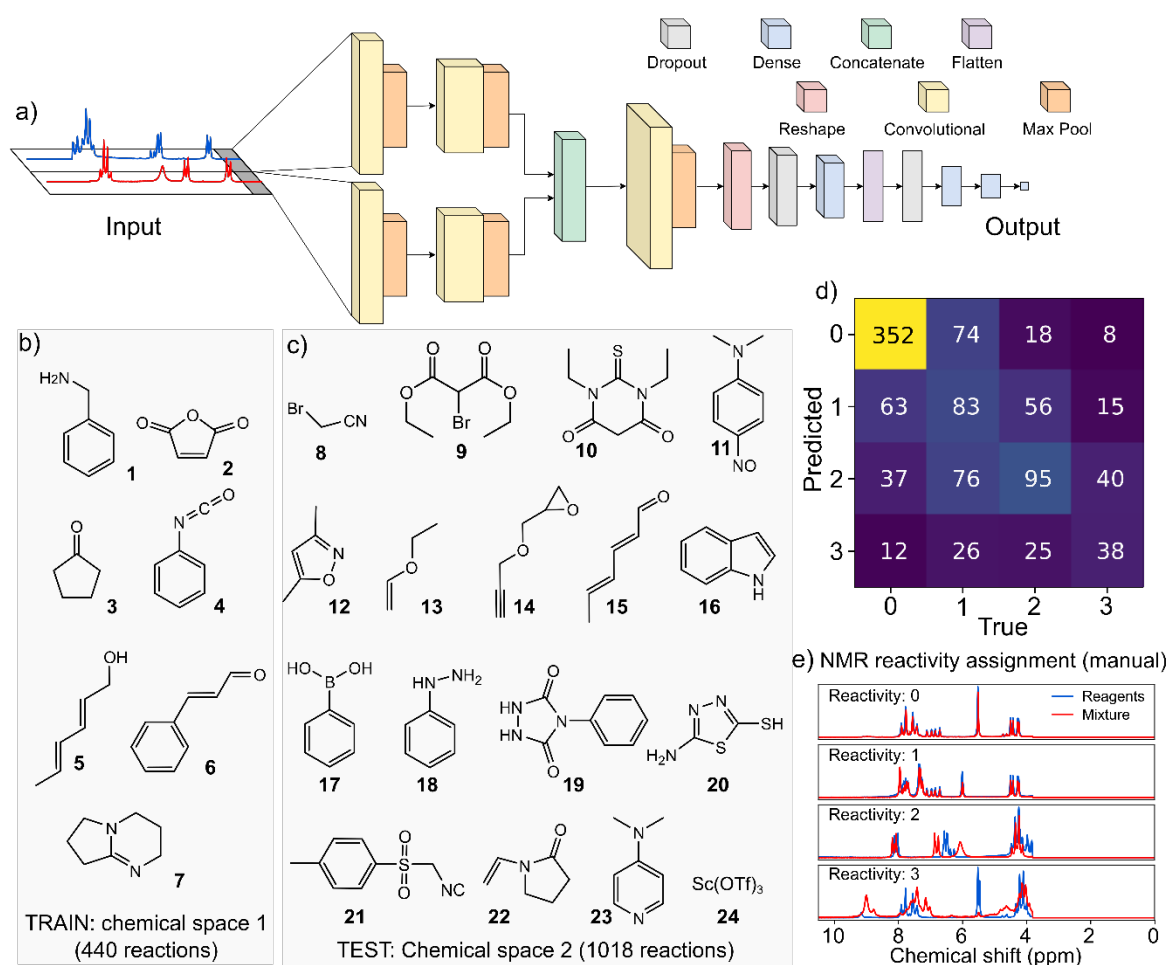 a)
Input
Dropout
Dense
Concatenate
Flatten
Reshape
Convolutional
Max Pool
Output
b)
H2N
1
O O O
2
O
3
N C O
4
OH
5
O
6
N
N
7
TRAIN: chemical space 1
(440 reactions)
c)
Br CN
8
O O
O O
Br
9
S
N N
O O
10
N
NO
11
N
O
12
O
13
O
O
14
O
15
N
H
16
HO OH
B
17
NH2
HN
18
O
HN
HN N
O
19
N N
SH
H2N S
20
O
S
O NC
21
O
N
22
N
N
23
Sc(OTf)3
24
TEST: Chemical space 2 (1018 reactions)
d)
Predicted
0 352 74 18 8
1 63 83 56 15
2 37 76 95 40
3 12 26 25 38
0 1 2 3
True
e) NMR reactivity assignment (manual)
Reactivity: 0
Reagents
Mixture
Reactivity: 1
Reactivity: 2
Reactivity: 3
10 8 6 4 2 0
Chemical shift (ppm)